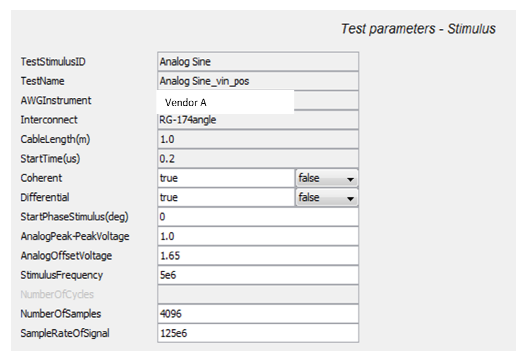 Test parameters - Stimulus
TestStimulusID Analog Sine
TestName Analog Sine_vin_pos
AWGInstrument Vendor A
Interconnect RG-174angle
CableLength(m) 1.0
StartTime(us) 0.2
Coherent true false
Differential true false
StartPhaseStimulus(deg) 0
AnalogPeak-PeakVoltage 1.0
AnalogOffsetVoltage 1.65
StimulusFrequency 5e6
NumberOfCycles
NumberOfSamples 4096
SampleRateOfSignal 125e6